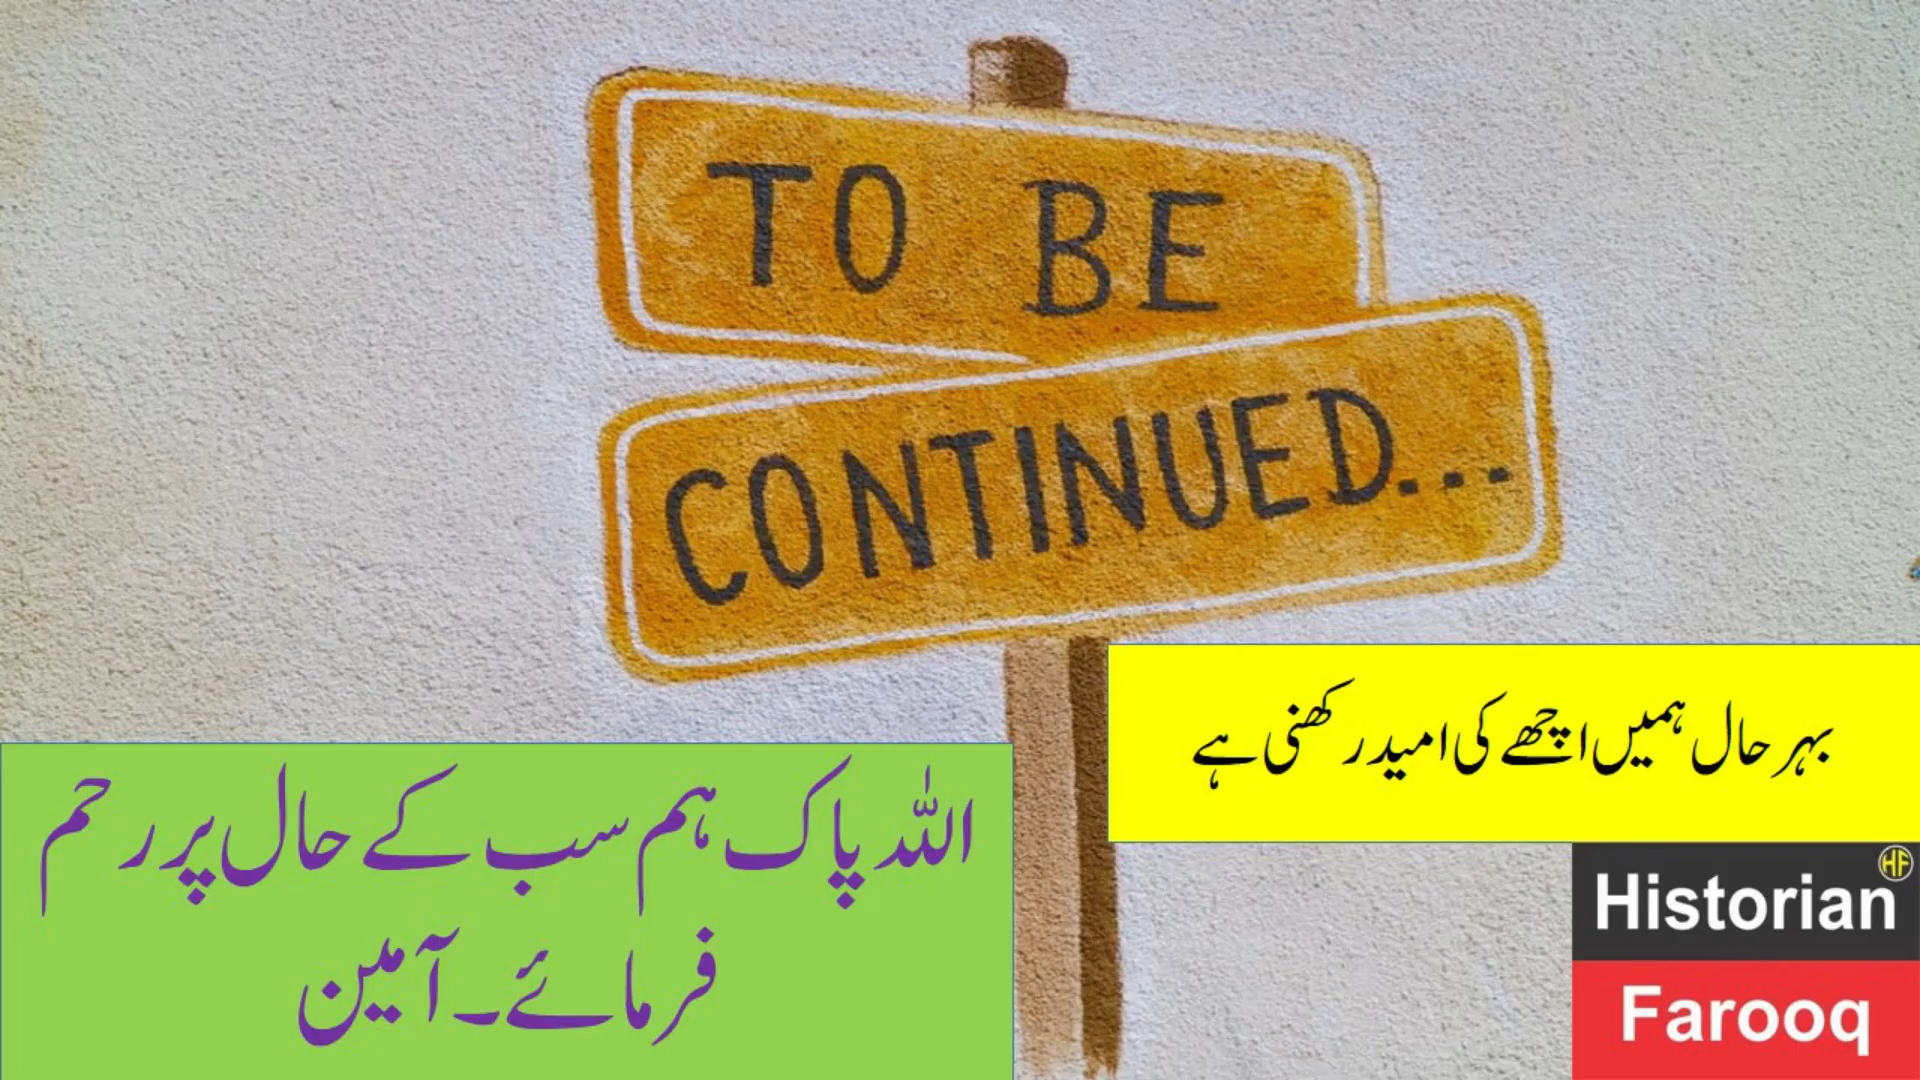 TO BE
CONTINUED...
بہر حال ہمیں اچھے کی امید رکھنی ہے
اللہ پاک ہم سب کے حال پر رحم
فرمائے۔ آمین
HF
Historian
Farooq